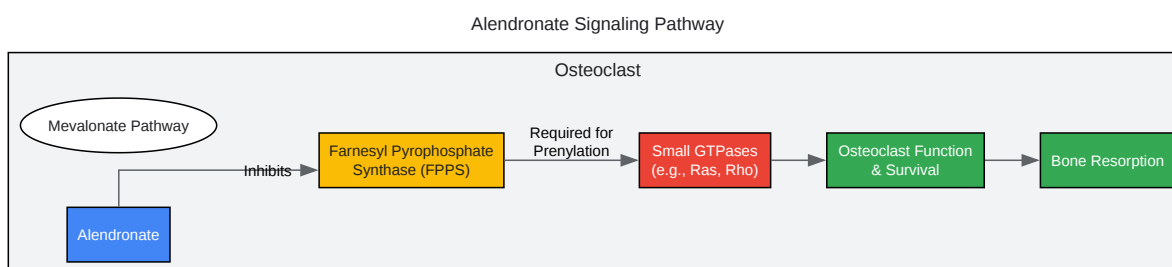 Alendronate Signaling Pathway
Osteoclast
Mevalonate Pathway
Inhibits
Alendronate
Farnesyl Pyrophosphate
Synthase (FPPS)
Required for
Prenylation
Small GTPases
(e.g., Ras, Rho)
Osteoclast Function
& Survival
Bone Resorption